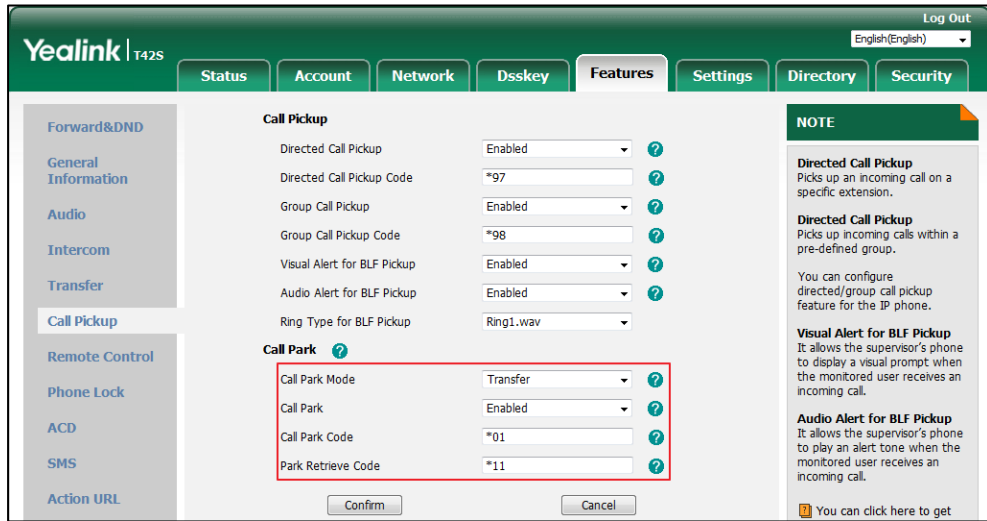 Log Out
English(English)
Yealink T42S
Status Account Network Dsskey Features Settings Directory Security
Forward&DND
General
Information
Audio
Intercom
Transfer
Call Pickup
Remote Control
Phone Lock
ACD
SMS
Action URL
Call Pickup
Directed Call Pickup Enabled ?
Directed Call Pickup Code *97 ?
Group Call Pickup Enabled ?
Group Call Pickup Code *98 ?
Visual Alert for BLF Pickup Enabled ?
Audio Alert for BLF Pickup Enabled ?
Ring Type for BLF Pickup Ring1.wav
Call Park ?
Call Park Mode Transfer ?
Call Park Enabled ?
Call Park Code *01 ?
Park Retrieve Code *11 ?
Confirm Cancel
NOTE
Directed Call Pickup
Picks up an incoming call on a
specific extension.
Directed Call Pickup
Picks up incoming calls within a
pre-defined group.
You can configure
directed/group call pickup
feature for the IP phone.
Visual Alert for BLF Pickup
It allows the supervisor's phone
to display a visual prompt when
the monitored user receives an
incoming call.
Audio Alert for BLF Pickup
It allows the supervisor's phone
to play an alert tone when the
monitored user receives an
incoming call.
? You can click here to get